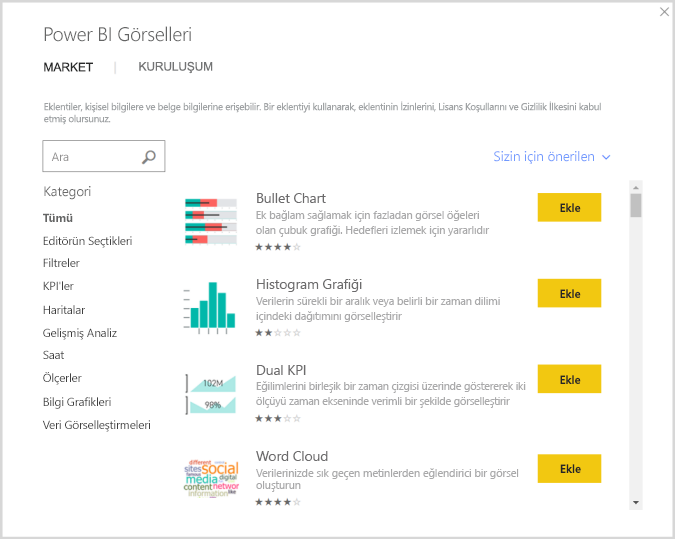 Power BI Görselleri
MARKET | KURULUŞUM
Eklentiler, kişisel bilgilere ve belge bilgilerine erişebilir. Bir eklentiyi kullanarak, eklentinin İzinlerini, Lisans Koşullarını ve Gizlilik İlkesini kabul
etmiş olursunuz.
Ara
Sizin için önerilen
Kategori
Tümü
Editörün Seçtikleri
Filtreler
KPI'ler
Haritalar
Gelişmiş Analiz
Saat
Ölçerler
Bilgi Grafikleri
Veri Görselleştirmeleri
Bullet Chart
Ek bağlam sağlamak için fazladan görsel öğeleri
olan çubuk grafiği. Hedefleri izlemek için yararlıdır
Ekle
Histogram Grafiği
Verilerin sürekli bir aralık veya belirli bir zaman dilimi
içindeki dağıtımını görselleştirir
Ekle
102M
98%
Dual KPI
Eğilimlerini birleşik bir zaman çizgisi üzerinde göstererek iki
ölçüyü zaman ekseninde verimli bir şekilde görselleştirir
Ekle
different
sites social
famous media digital
content networ
information like
Word Cloud
Verilerinizde sık geçen metinlerden eğlendirici bir görsel
oluşturun
Ekle